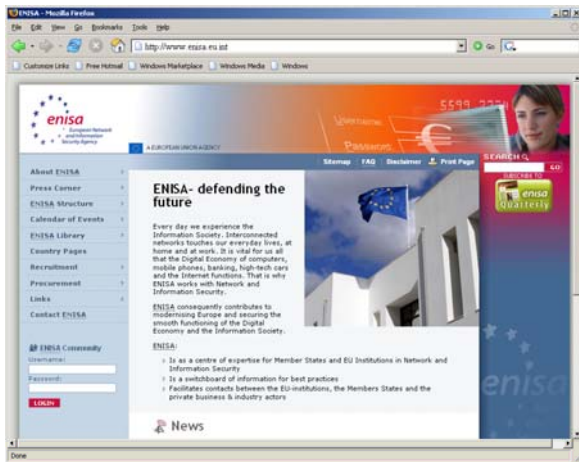 ENISA - Mozilla Firefox
File Edit View Go Bookmarks Tools Help
http://www.enisa.eu.int
Customize Links Free Hotmail Windows Marketplace Windows Media Windows
5599
Username:
Password:
enisa
European Network
and Information
Security Agency
A EUROPEAN UNION AGENCY
Sitemap FAQ Disclaimer Print Page
SEARCH
GO
SUBSCRIBE TO
enisa
Quarterly
About ENISA
Press Corner
ENISA Structure
Calendar of Events
ENISA Library
Country Pages
Recruitment
Procurement
Links
Contact ENISA
ENISA Community
Username:
Password:
LOGIN
ENISA- defending the
future
Every day we experience the
Information Society. Interconnected
networks touches our everyday lives, at
home and at work. It is vital for us all
that the Digital Economy of computers,
mobile phones, banking, high-tech cars
and the Internet functions. That is why
ENISA works with Network and
Information Security.
ENISA consequently contributes to
modernising Europe and securing the
smooth functioning of the Digital
Economy and the Information Society.
ENISA:
Is as a centre of expertise for Member States and EU Institutions in Network and
Information Security
Is a switchboard of information for best practices
Facilitates contacts between the EU-institutions, the Members States and the
private business & industry actors
News
enisa
Done